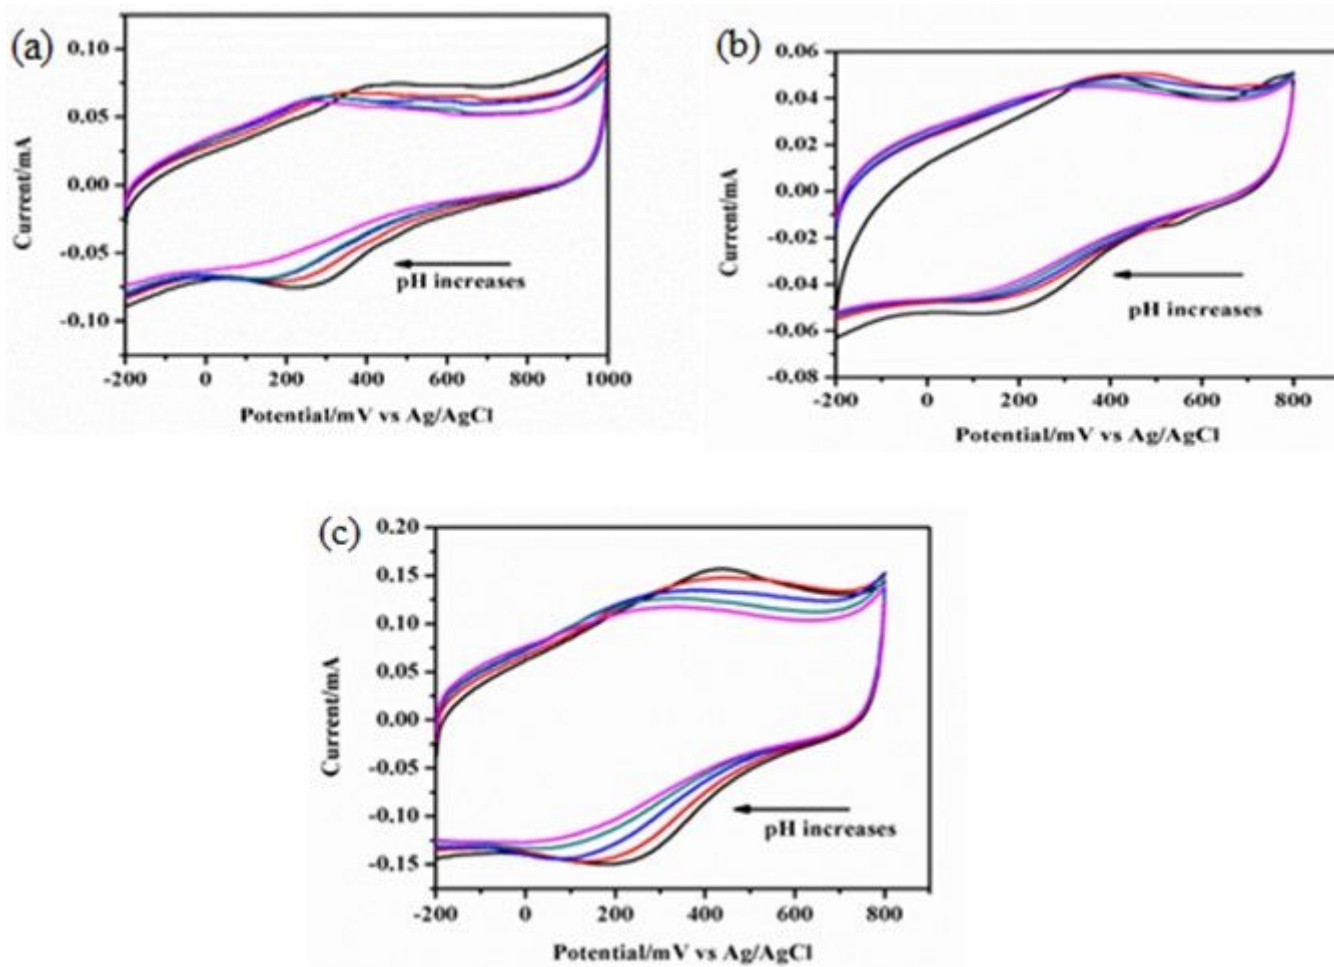 (a)
0.10
0.05
0.00
-0.05
-0.10
Current/mA
pH increases
-200 0 200 400 600 800 1000
Potential/mV vs Ag/AgCl
(b)
0.06
0.04
0.02
0.00
-0.02
-0.04
-0.06
-0.08
Current/mA
pH increases
-200 0 200 400 600 800
Potential/mV vs Ag/AgCl
(c)
0.20
0.15
0.10
0.05
0.00
-0.05
-0.10
-0.15
Current/mA
pH increases
-200 0 200 400 600 800
Potential/mV vs Ag/AgCl